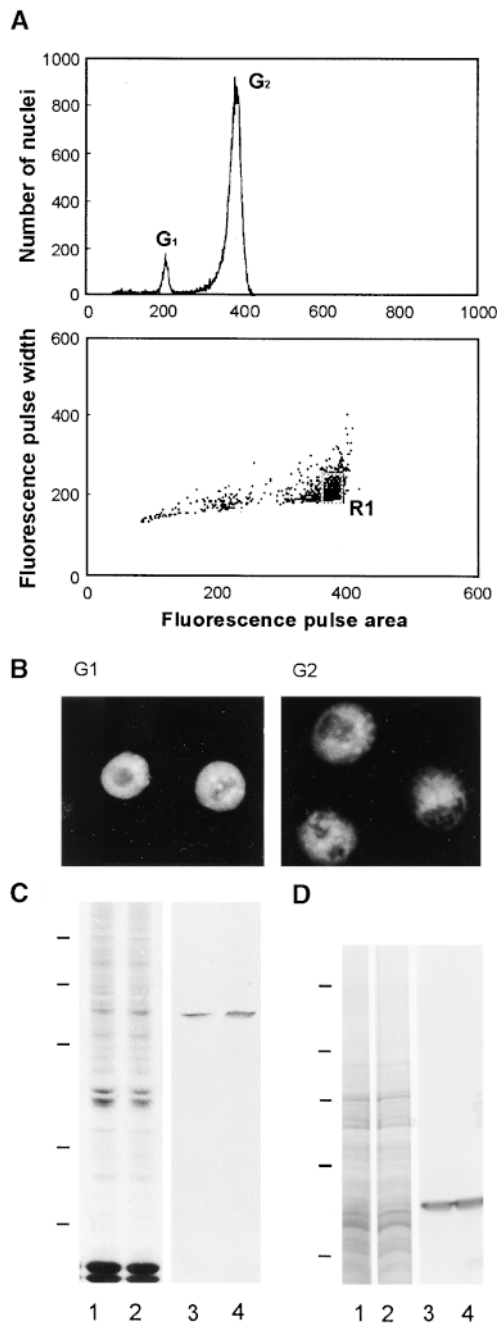 A
Number of nuclei
1000
800
600
400
200
0
G1
G2
0 200 400 600 800 1000
Fluorescence pulse width
600
400
200
0
R1
0 200 400 600
Fluorescence pulse area
B
G1 G2
C D
1 2 3 4
1 2 3 4